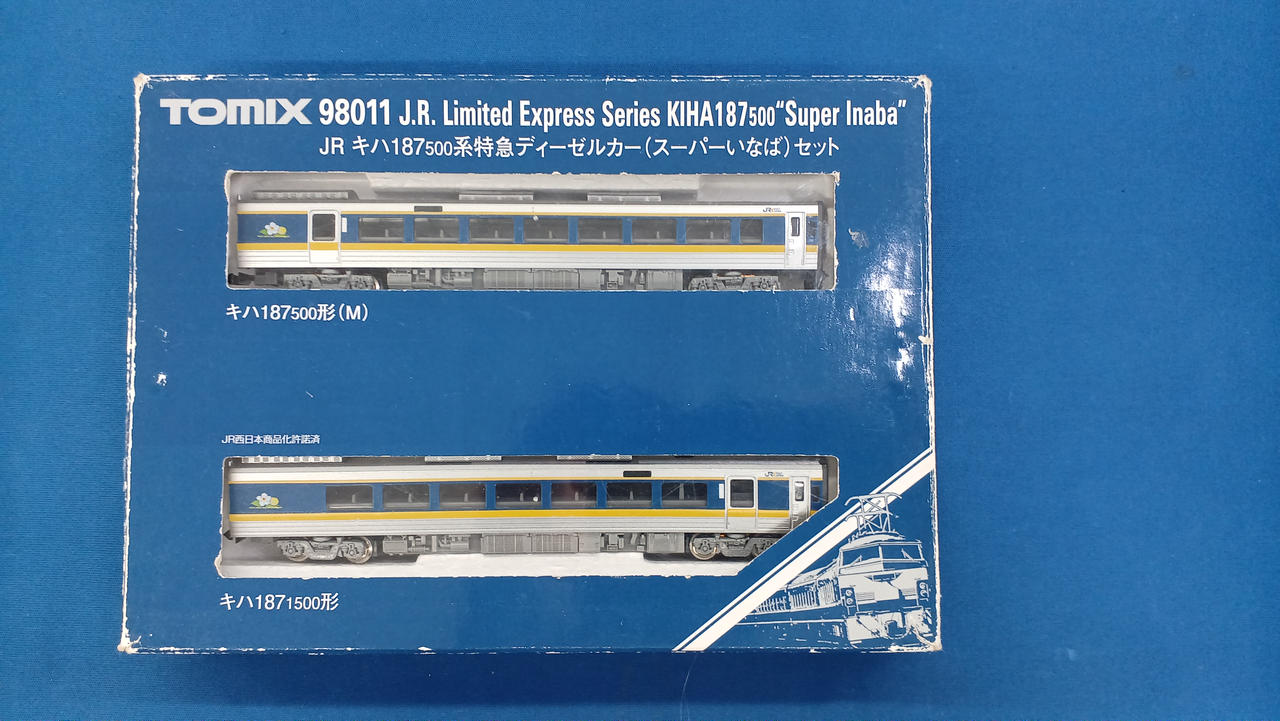 TOMIX 98011 J.R. Limited Express Series KIHA187500 “Super Inaba”
JR キハ187500系特急ディーゼルカー(スーパーいなば)セット
JR
キハ187500形(M)
JR西日本商品化許諾済
JR
キハ1871500形